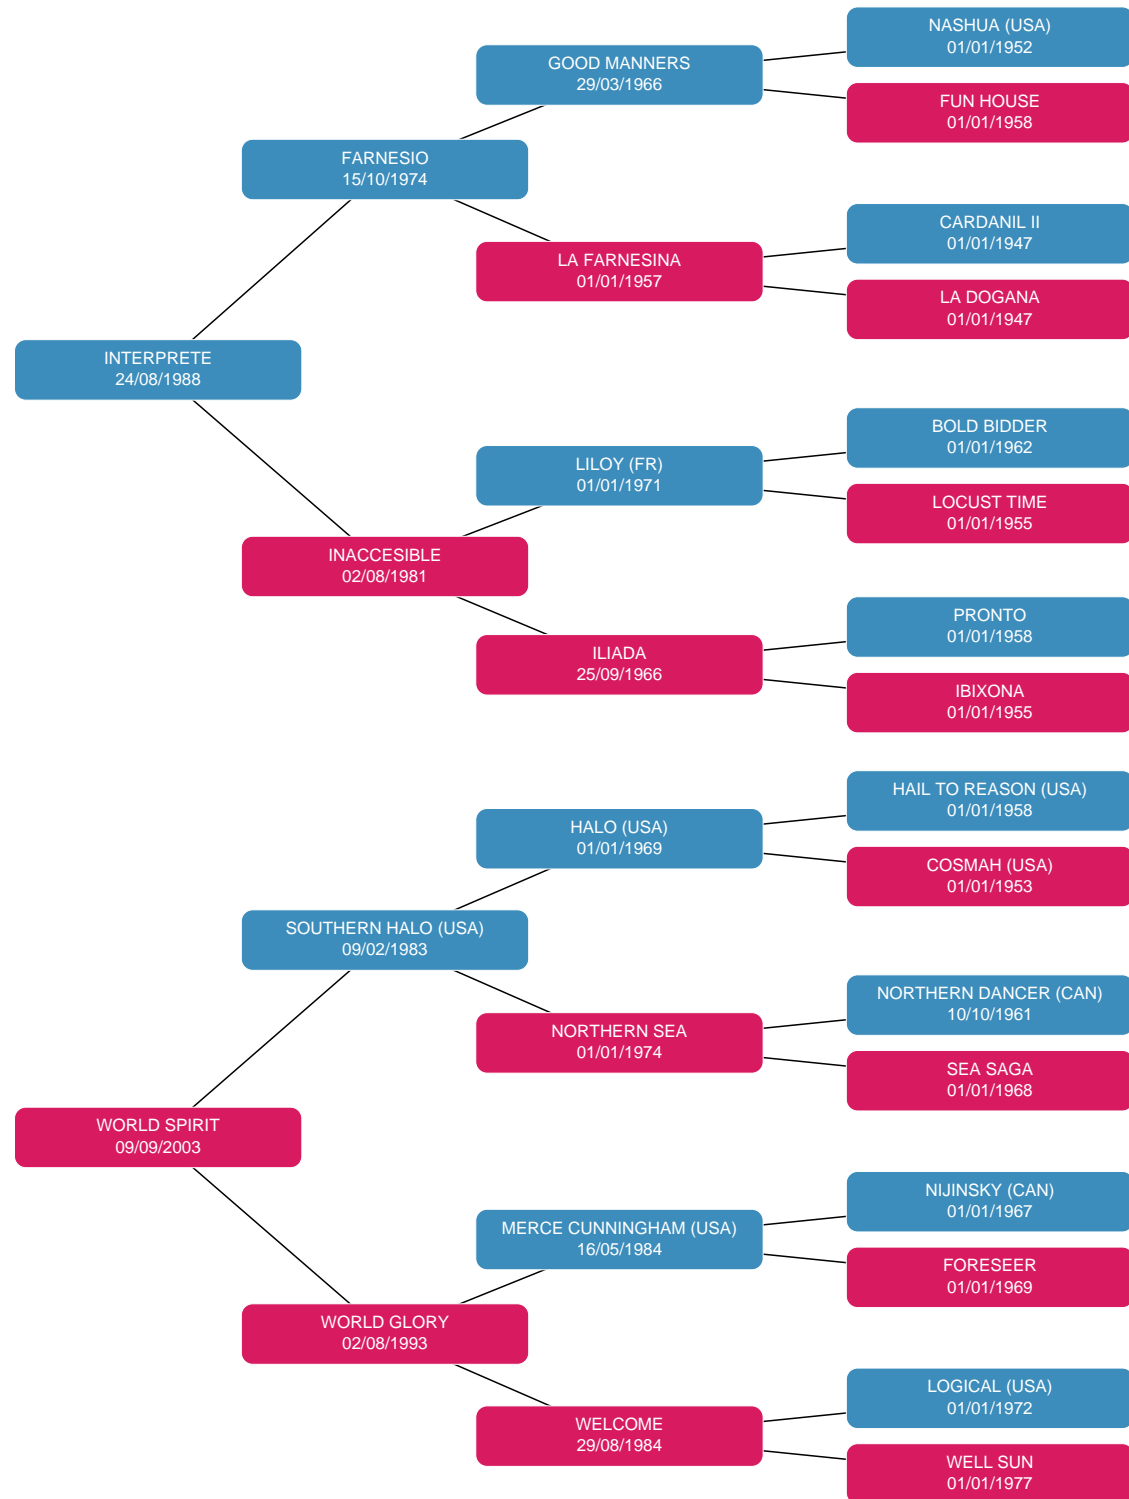 NASHUA (USA)
01/01/1952
GOOD MANNERS
29/03/1966
FUN HOUSE
01/01/1958
FARNESIO
15/10/1974
CARDANIL II
01/01/1947
LA FARNESINA
01/01/1957
LA DOGANA
01/01/1947
INTERPRETE
24/08/1988
BOLD BIDDER
01/01/1962
LILOY (FR)
01/01/1971
LOCUST TIME
01/01/1955
INACCESIBLE
02/08/1981
PRONTO
01/01/1958
ILIADA
25/09/1966
IBIXONA
01/01/1955
HAIL TO REASON (USA)
01/01/1958
HALO (USA)
01/01/1969
COSMAH (USA)
01/01/1953
SOUTHERN HALO (USA)
09/02/1983
NORTHERN DANCER (CAN)
10/10/1961
NORTHERN SEA
01/01/1974
SEA SAGA
01/01/1968
WORLD SPIRIT
09/09/2003
NIJINSKY (CAN)
01/01/1967
MERCE CUNNINGHAM (USA)
16/05/1984
FORESEER
01/01/1969
WORLD GLORY
02/08/1993
LOGICAL (USA)
01/01/1972
WELCOME
29/08/1984
WELL SUN
01/01/1977